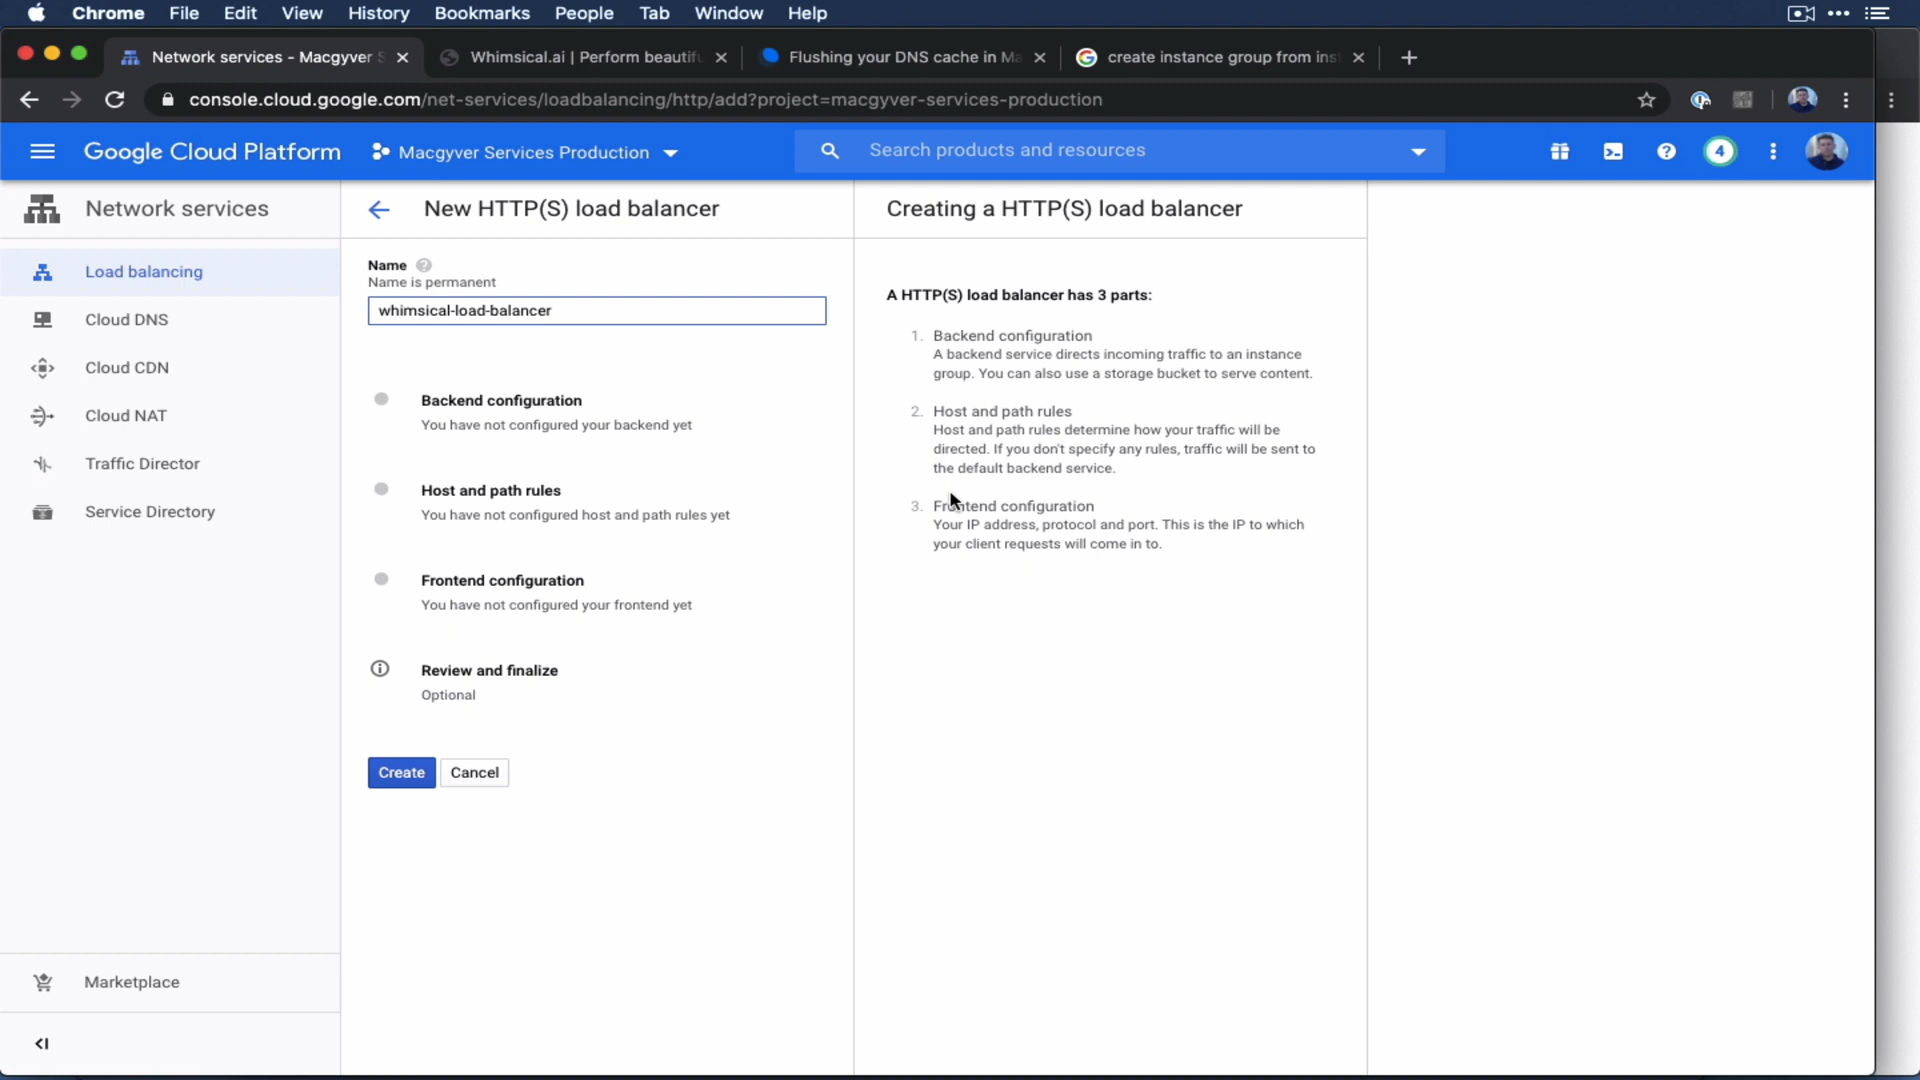 Chrome File Edit View History Bookmarks People Tab Window Help
Network services - Macgyver S
Whimsical.ai | Perform beautifu
Flushing your DNS cache in Ma
create instance group from ins
console.cloud.google.com/net-services/loadbalancing/http/add?project=macgyver-services-production
Google Cloud Platform
Macgyver Services Production
Search products and resources
4
Network services
Load balancing
Cloud DNS
Cloud CDN
Cloud NAT
Traffic Director
Service Directory
Marketplace
New HTTP(S) load balancer
Name
Name is permanent
whimsical-load-balancer
Backend configuration
You have not configured your backend yet
Host and path rules
You have not configured host and path rules yet
Frontend configuration
You have not configured your frontend yet
Review and finalize
Optional
Create
Cancel
Creating a HTTP(S) load balancer
A HTTP(S) load balancer has 3 parts:
1. Backend configuration
A backend service directs incoming traffic to an instance
group. You can also use a storage bucket to serve content.
2. Host and path rules
Host and path rules determine how your traffic will be
directed. If you don't specify any rules, traffic will be sent to
the default backend service.
3. Frontend configuration
Your IP address, protocol and port. This is the IP to which
your client requests will come in to.